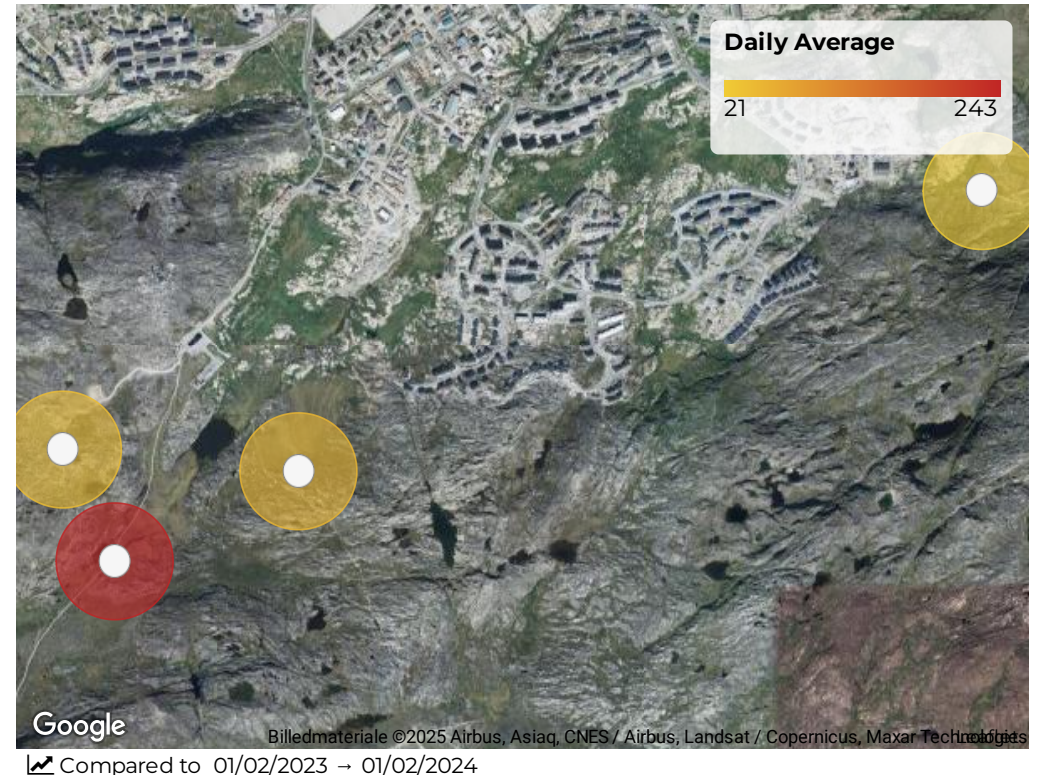 Daily Average
21 243
Google
Billedmateriale ©2025 Airbus, Asiaq, CNES / Airbus, Landsat / Copernicus, Maxar Technologies
Leaflet
Compared to 01/02/2023 → 01/02/2024